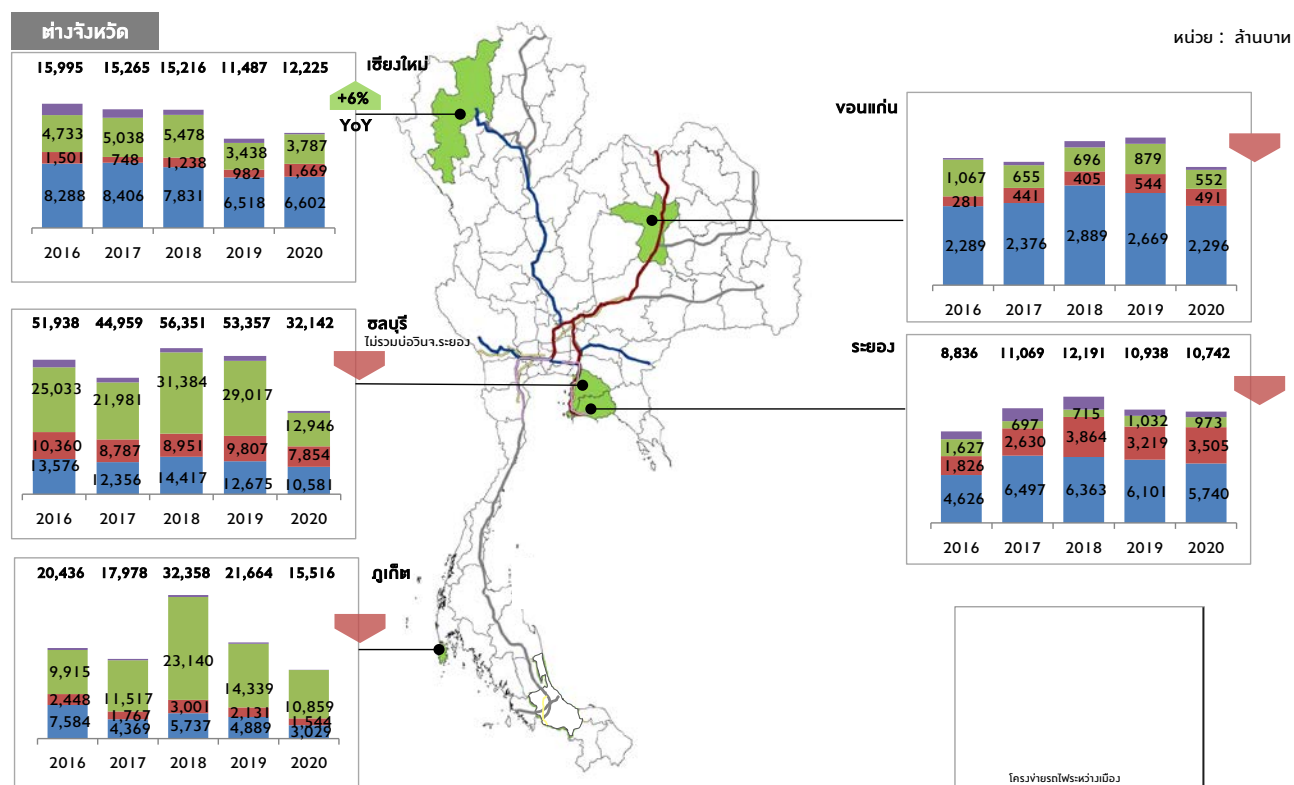 ต่างจังหวัด
หน่วย : ล้านบาท
เชียงใหม่
15,995 15,265 15,216 11,487 12,225
+6%
YoY
4,733 5,038 5,478 3,438 3,787
1,501 748 1,238 982 1,669
8,288 8,406 7,831 6,518 6,602
2016 2017 2018 2019 2020
ขอนแก่น
1,067 655 696 879 552
281 441 405 544 491
2,289 2,376 2,889 2,669 2,296
2016 2017 2018 2019 2020
ชลบุรี
ไม่รวมบ่อวินจ.ระยอง
51,938 44,959 56,351 53,357 32,142
25,033 21,981 31,384 29,017 12,946
10,360 8,787 8,951 9,807 7,854
13,576 12,356 14,417 12,675 10,581
2016 2017 2018 2019 2020
ระยอง
8,836 11,069 12,191 10,938 10,742
1,627 697 715 1,032 973
1,826 2,630 3,864 3,219 3,505
4,626 6,497 6,363 6,101 5,740
2016 2017 2018 2019 2020
ภูเก็ต
20,436 17,978 32,358 21,664 15,516
9,915 11,517 23,140 14,339 10,859
2,448 1,767 3,001 2,131 1,544
7,584 4,369 5,737 4,889 3,029
2016 2017 2018 2019 2020
โครงข่ายรถไฟระหว่างเมือง